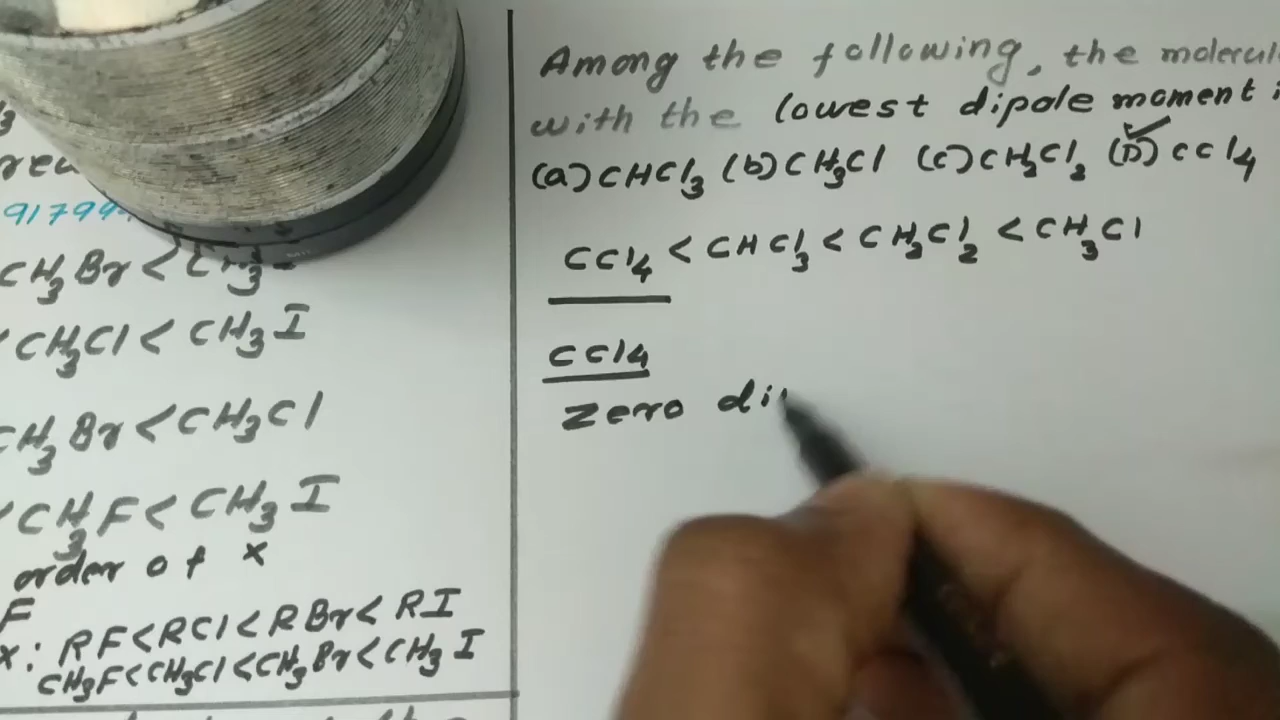 917994
CH3Br < CH3
CH3Cl < CH3I
CH3Br < CH3Cl
CH3F < CH3I
order of x
F
x: RF < RCl < RBr < RI
CH3F < CH3Cl < CH3Br < CH3I
Among the following, the molecul
with the lowest dipole moment i
(a) CHCl3 (b) CH3Cl (c) CH2Cl2 (D) CCl4
CCl4 < CHCl3 < CH2Cl2 < CH3Cl
CCl4
Zero di